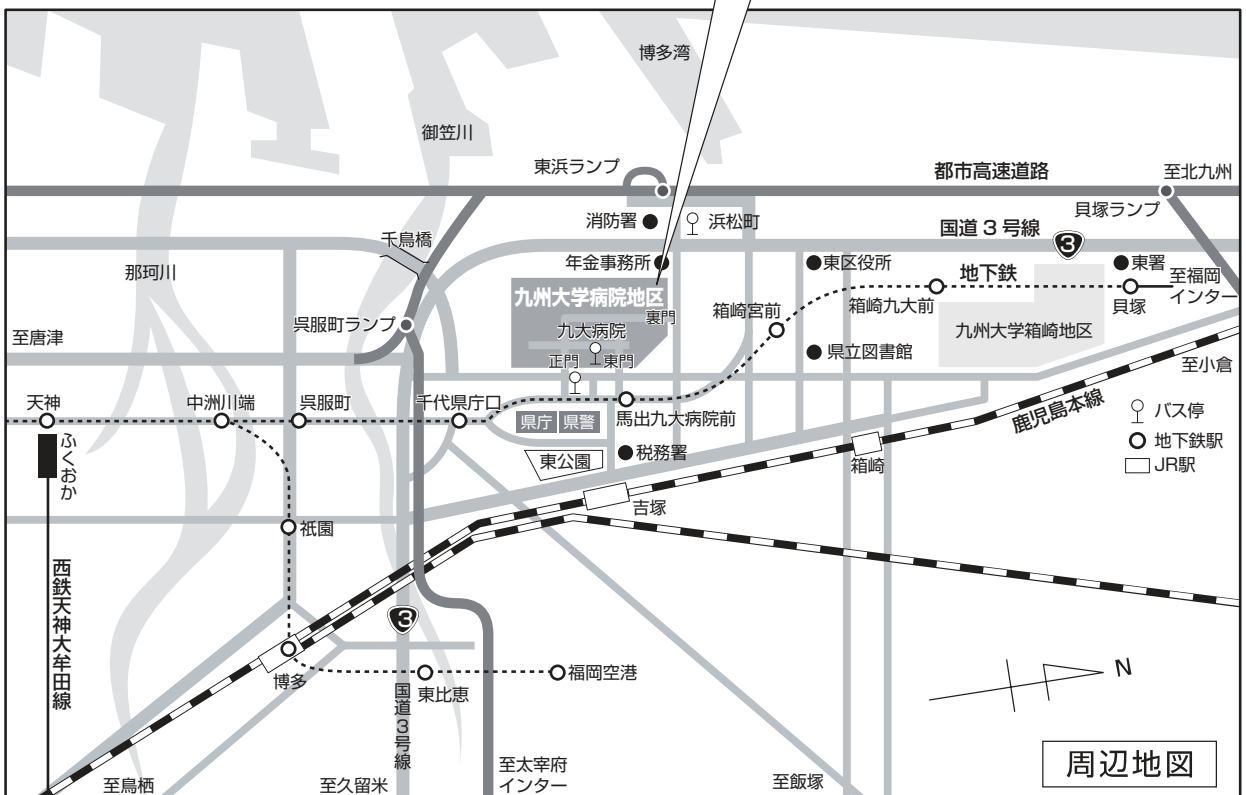 博多湾
御笠川
東浜ランプ
都市高速道路
至北九州
消防署
浜松町
貝塚ランプ
国道3号線
3
千鳥橋
年金事務所
東区役所
東署
那珂川
地下鉄
至福岡
インター
九州大学病院地区
裏門
箱崎宮前
箱崎九大前
貝塚
呉服町ランプ
九大病院
九州大学箱崎地区
至唐津
正門
東門
県立図書館
至小倉
天神
中洲川端
呉服町
千代県庁口
県庁
県警
馬出九大病院前
鹿児島本線
バス停
地下鉄駅
JR駅
ふくおか
東公園
税務署
箱崎
吉塚
祇園
西鉄天神大牟田線
3
博多
国道3号線
東比恵
福岡空港
N
至鳥栖
至久留米
至太宰府
インター
至飯塚
周辺地図